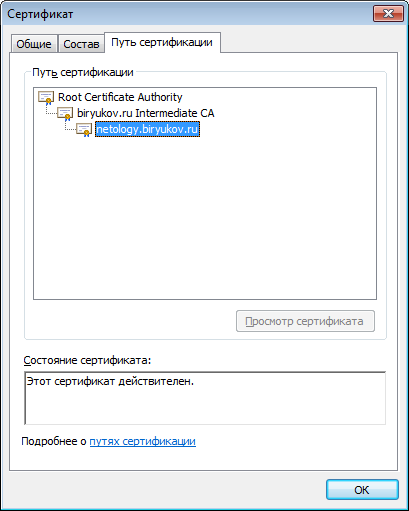 Сертификат
Общие Состав Путь сертификации
Путь сертификации
Root Certificate Authority
biryukov.ru Intermediate CA
netology.biryukov.ru
Просмотр сертификата
Состояние сертификата:
Этот сертификат действителен.
Подробнее о путях сертификации
ОК